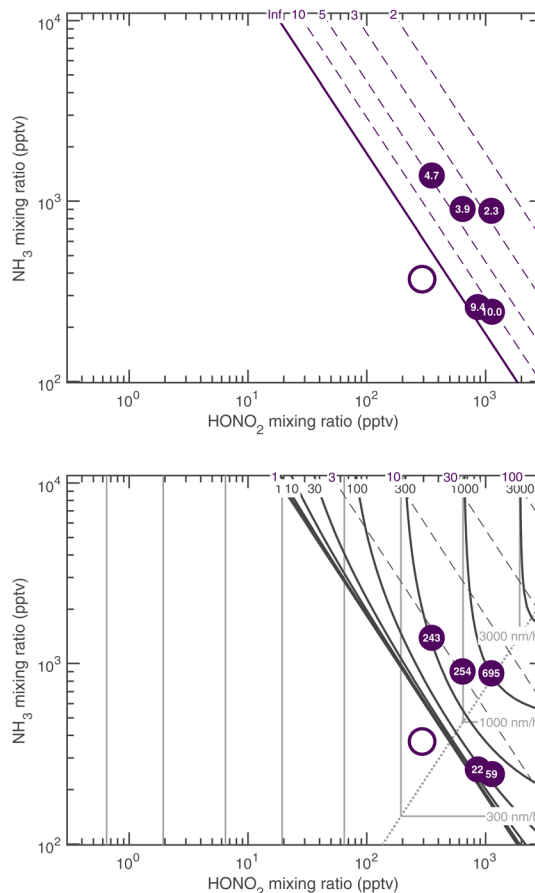 Inf 10 5 3 2
10⁴
4.7
10³
3.9 2.3
9.4 10.0
10²
10⁰ 10¹ 10² 10³
HONO₂ mixing ratio (pptv)
NH₃ mixing ratio (pptv)
1 3 10 30 100
1 10 30 100 300 1000 3000
10⁴
243
3000 nm/h
10³
254 695
1000 nm/h
22 59
300 nm/h
10²
10⁰ 10¹ 10² 10³
HONO₂ mixing ratio (pptv)
NH₃ mixing ratio (pptv)